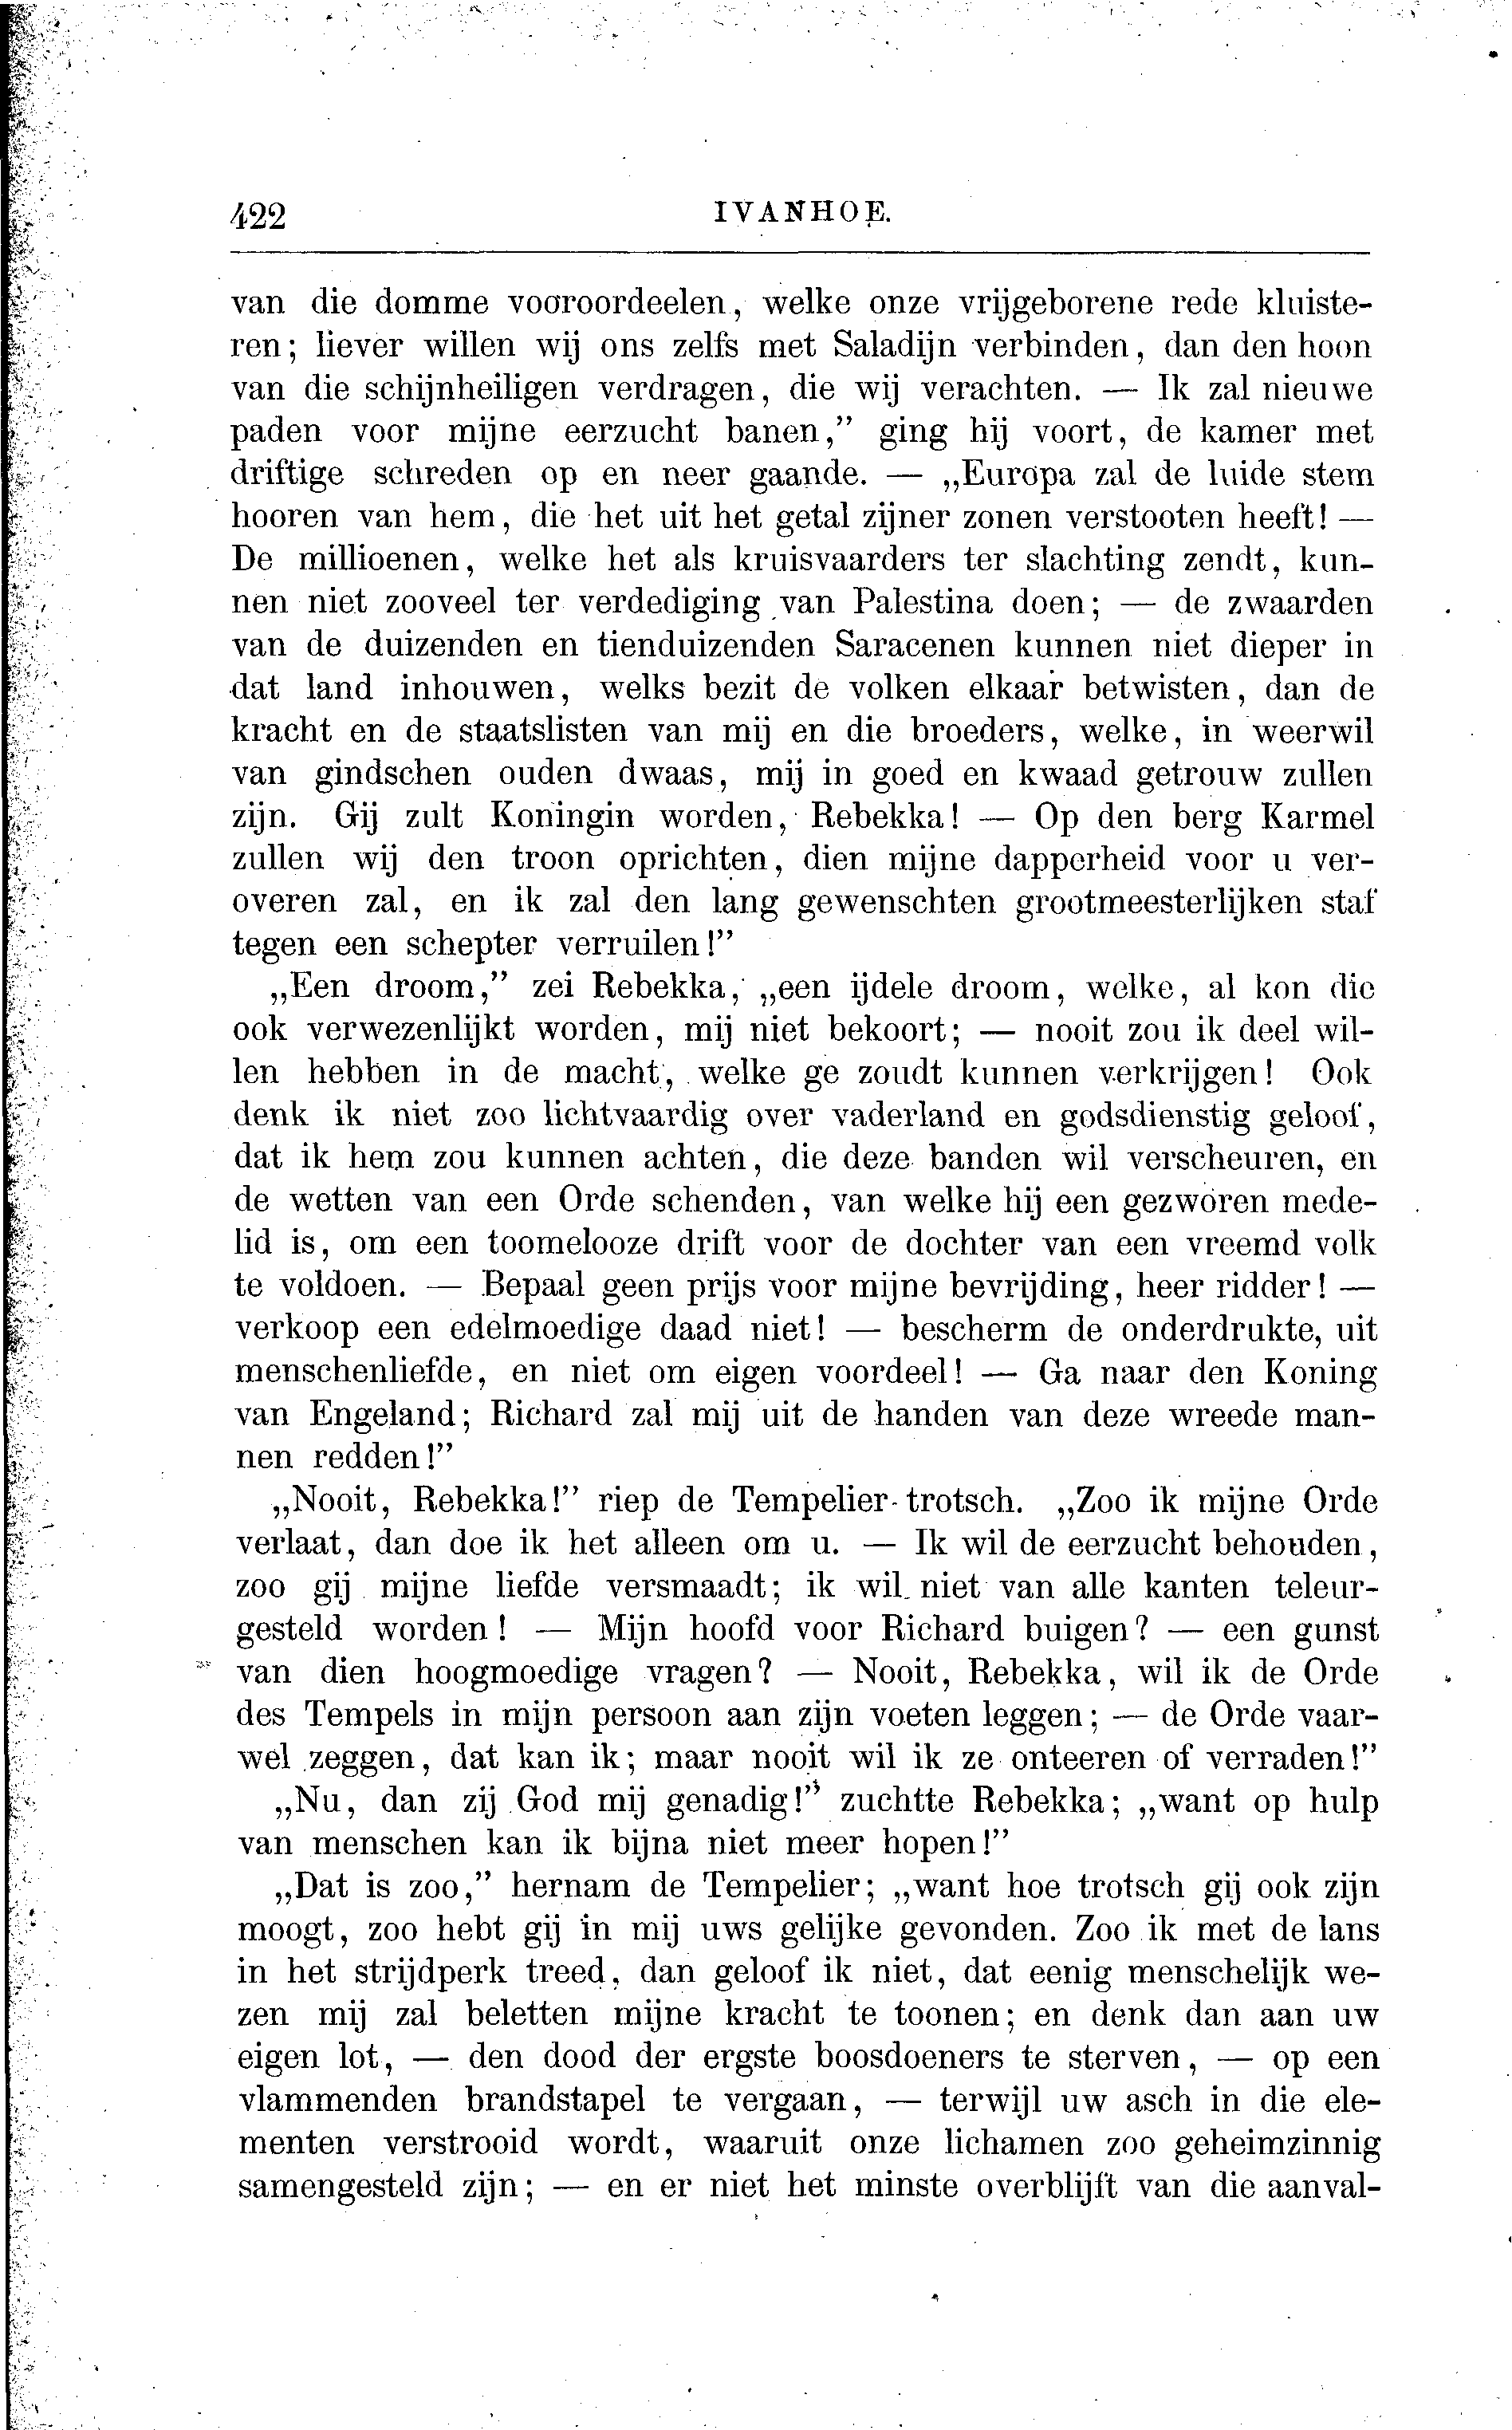 422
IVANHOE.
van die domme vooroordeelen, welke onze vrijgeborene rede kluiste-
ren; liever willen wij ons zelfs met Saladijn verbinden, dan den hoon
van die schijnheiligen verdragen, die wij verachten. — Ik zal nieuwe
paden voor mijne eerzucht banen,” ging hij voort, de kamer met
driftige schreden op en neer gaande. — „Europa zal de luide stem
hooren van hem, die het uit het getal zijner zonen verstooten heeft! —
De millioenen, welke het als kruisvaarders ter slachting zendt, kun-
nen niet zooveel ter verdediging van Palestina doen; — de zwaarden
van de duizenden en tienduizenden Saracenen kunnen niet dieper in
dat land inhouwen, welks bezit de volken elkaar betwisten, dan de
kracht en de staatslisten van mij en die broeders, welke, in weerwil
van gindschen ouden dwaas, mij in goed en kwaad getrouw zullen
zijn. Gij zult Koningin worden, Rebekka! — Op den berg Karmel
zullen wij den troon oprichten, dien mijne dapperheid voor u ver-
overen zal, en ik zal den lang gewenschten grootmeesterlijken staf
tegen een schepter verruilen!”
„Een droom,” zei Rebekka, „een ijdele droom, welke, al kon die
ook verwezenlijkt worden, mij niet bekoort; — nooit zou ik deel wil-
len hebben in de macht, welke ge zoudt kunnen verkrijgen! Ook
denk ik niet zoo lichtvaardig over vaderland en godsdienstig geloof,
dat ik hem zou kunnen achten, die deze banden wil verscheuren, en
de wetten van een Orde schenden, van welke hij een gezworen mede-
lid is, om een toomelooze drift voor de dochter van een vreemd volk
te voldoen. — Bepaal geen prijs voor mijne bevrijding, heer ridder! —
verkoop een edelmoedige daad niet! — bescherm de onderdrukte, uit
menschenliefde, en niet om eigen voordeel! — Ga naar den Koning
van Engeland; Richard zal mij uit de handen van deze wreede man-
nen redden!”
„Nooit, Rebekka!” riep de Tempelier trotsch. „Zoo ik mijne Orde
verlaat, dan doe ik het alleen om u. — Ik wil de eerzucht behouden,
zoo gij mijne liefde versmaadt; ik wil niet van alle kanten teleur-
gesteld worden! — Mijn hoofd voor Richard buigen? — een gunst
van dien hoogmoedige vragen? — Nooit, Rebekka, wil ik de Orde
des Tempels in mijn persoon aan zijn voeten leggen; — de Orde vaar-
wel zeggen, dat kan ik; maar nooit wil ik ze onteeren of verraden!”
„Nu, dan zij God mij genadig!” zuchtte Rebekka; „want op hulp
van menschen kan ik bijna niet meer hopen!”
„Dat is zoo,” hernam de Tempelier; „want hoe trotsch gij ook zijn
moogt, zoo hebt gij in mij uws gelijke gevonden. Zoo ik met de lans
in het strijdperk treed, dan geloof ik niet, dat eenig menschelijk we-
zen mij zal beletten mijne kracht te toonen; en denk dan aan uw
eigen lot, — den dood der ergste boosdoeners te sterven, — op een
vlammenden brandstapel te vergaan, — terwijl uw asch in die ele-
menten verstrooid wordt, waaruit onze lichamen zoo geheimzinnig
samengesteld zijn; — en er niet het minste overblijft van die aanval-